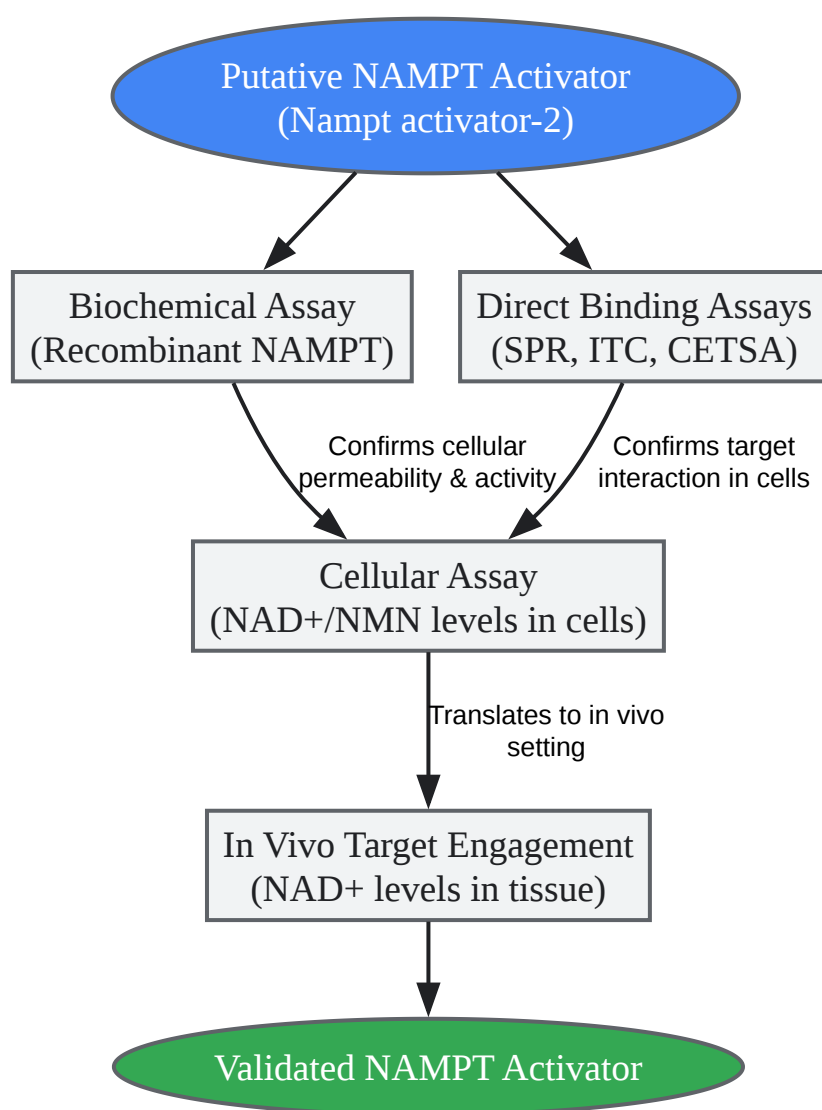 Putative NAMPT Activator
(Nampt activator-2)
Biochemical Assay
(Recombinant NAMPT)
Direct Binding Assays
(SPR, ITC, CETSA)
Confirms cellular
permeability & activity
Confirms target
interaction in cells
Cellular Assay
(NAD+/NMN levels in cells)
Translates to in vivo
setting
In Vivo Target Engagement
(NAD+ levels in tissue)
Validated NAMPT Activator